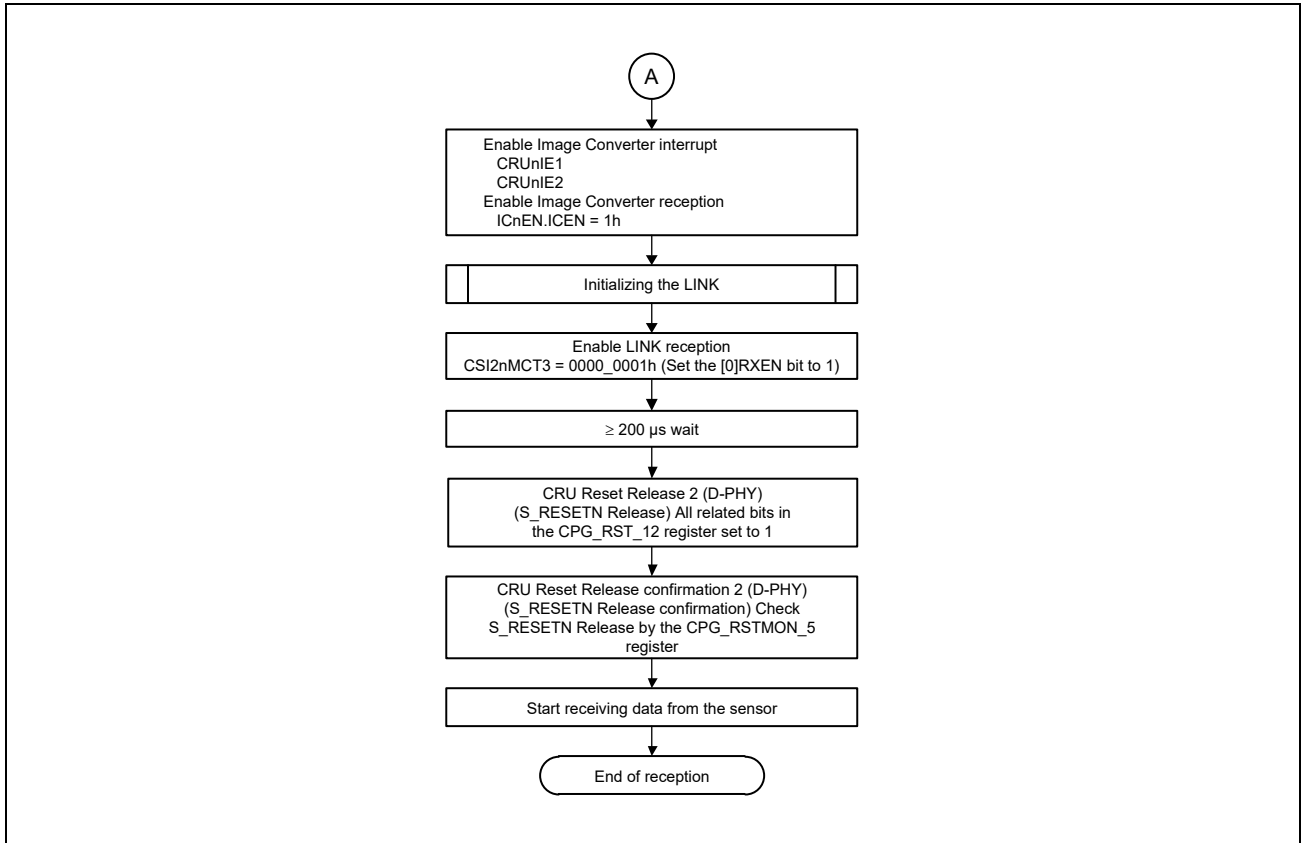 A
Enable Image Converter interrupt
CRUnIE1
CRUnIE2
Enable Image Converter reception
ICnEN.ICEN = 1h
Initializing the LINK
Enable LINK reception
CSI2nMCT3 = 0000_0001h (Set the [0]RXEN bit to 1)
≥ 200 µs wait
CRU Reset Release 2 (D-PHY)
(S_RESETN Release) All related bits in
the CPG_RST_12 register set to 1
CRU Reset Release confirmation 2 (D-PHY)
(S_RESETN Release confirmation) Check
S_RESETN Release by the CPG_RSTMON_5
register
Start receiving data from the sensor
End of reception